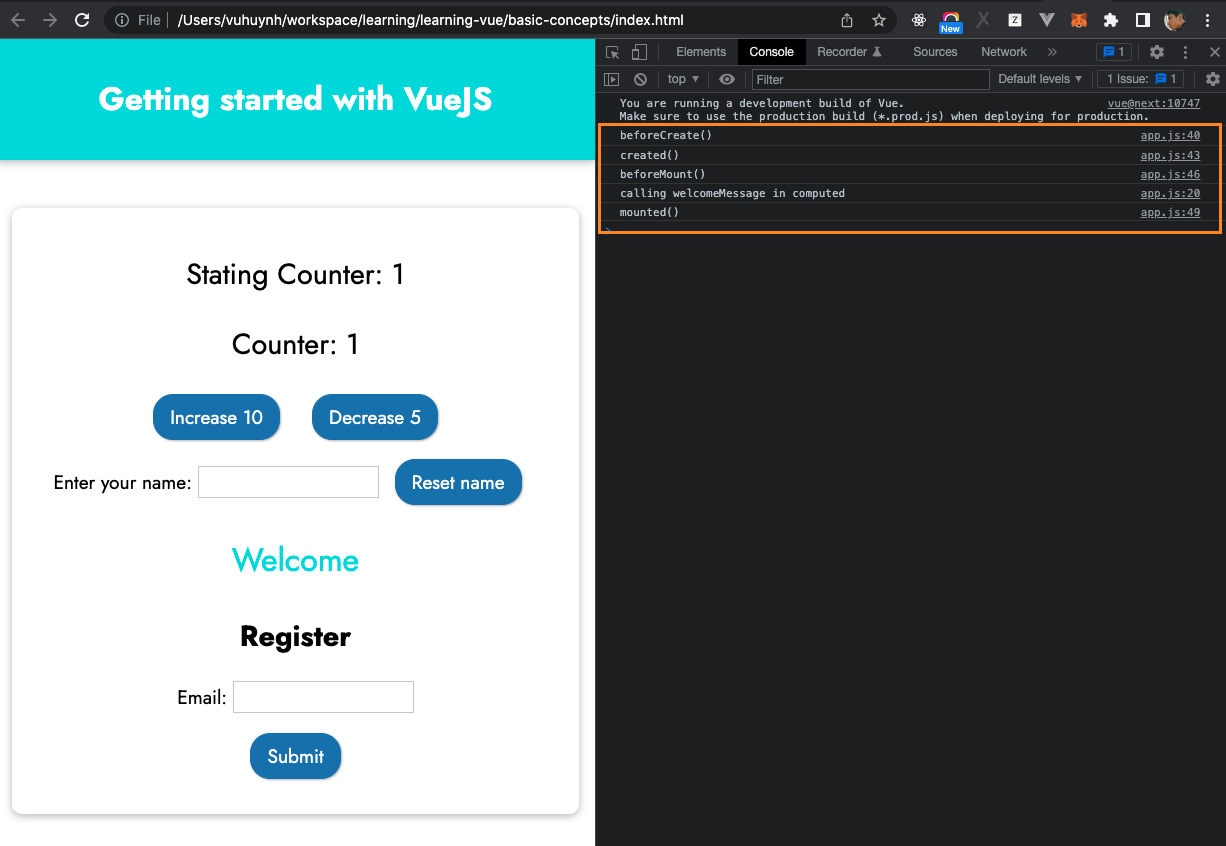 File /Users/vuhuynh/workspace/learning/learning-vue/basic-concepts/index.html
New
Z
Getting started with VueJS
Stating Counter: 1
Counter: 1
Increase 10 Decrease 5
Enter your name: Reset name
Welcome
Register
Email:
Submit
Elements Console Recorder Sources Network » 1
top Filter Default levels 1 Issue: 1
You are running a development build of Vue. vue@next:10747
Make sure to use the production build (*.prod.js) when deploying for production.
beforeCreate() app.js:40
created() app.js:43
beforeMount() app.js:46
calling welcomeMessage in computed app.js:20
mounted() app.js:49